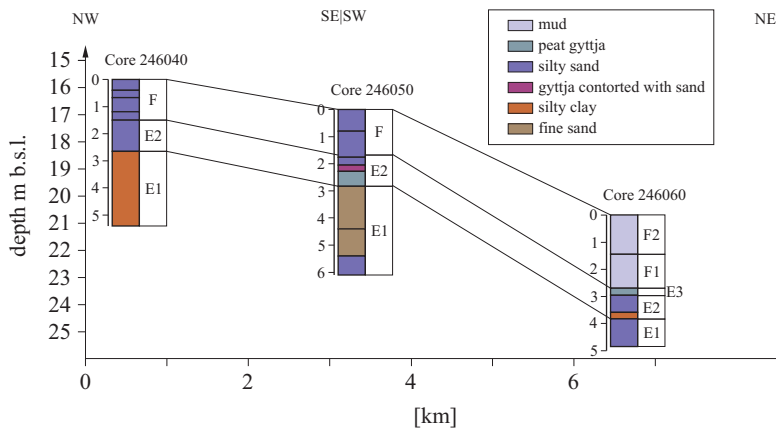 NW
SE|SW
NE
mud
peat gyttja
silty sand
gyttja contorted with sand
silty clay
fine sand
depth m b.s.l.
15
16
17
18
19
20
21
22
23
24
25
Core 246040
0
1
2
3
4
5
F
E2
E1
Core 246050
0
1
2
3
4
5
6
F
E2
E1
Core 246060
0
1
2
3
4
5
F2
F1
E3
E2
E1
0
2
4
6
[km]